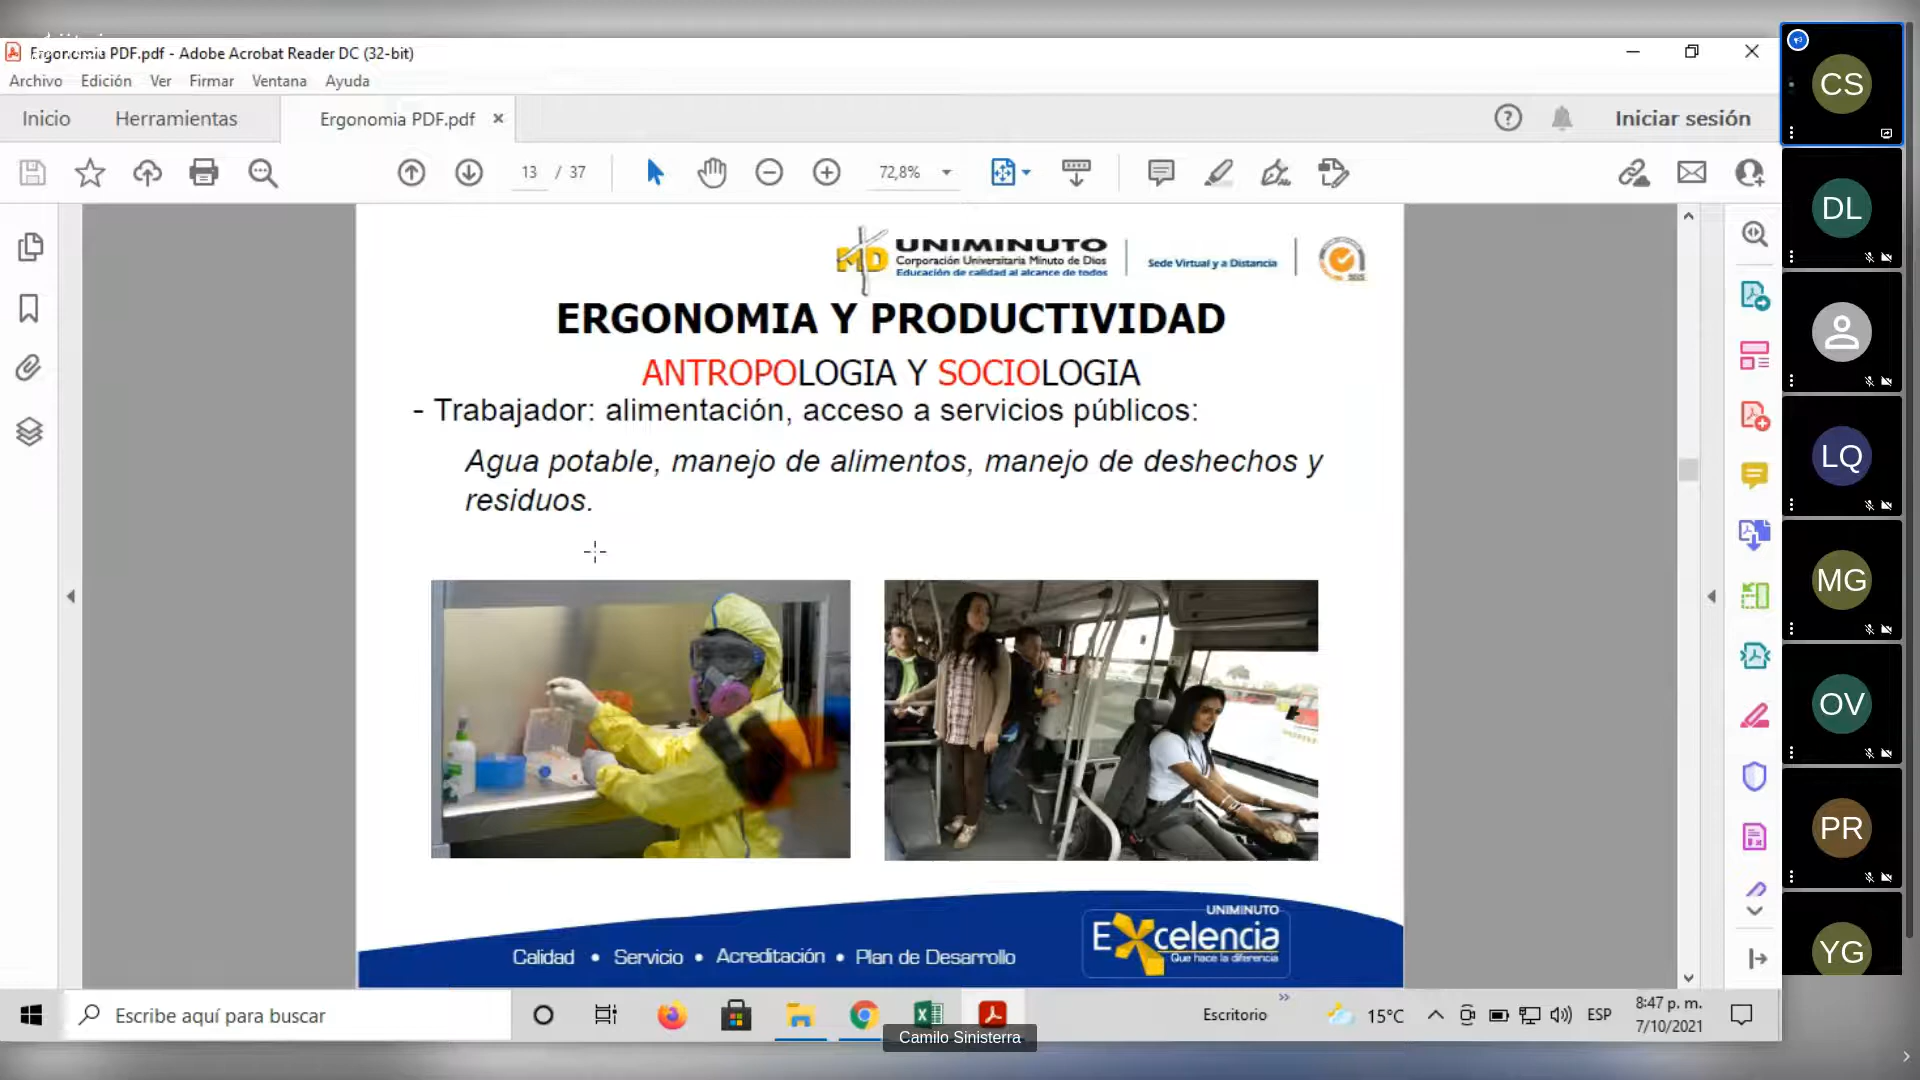 Ergonomia PDF.pdf - Adobe Acrobat Reader DC (32-bit)
Archivo Edición Ver Firmar Ventana Ayuda
Inicio Herramientas Ergonomia PDF.pdf Iniciar sesión
13 / 37 72,8%
UNIMINUTO
Corporación Universitaria Minuto de Dios
Educación de calidad al alcance de todos
Sede Virtual y a Distancia
ERGONOMIA Y PRODUCTIVIDAD
ANTROPOLOGIA Y SOCIOLOGIA
- Trabajador: alimentación, acceso a servicios públicos:
Agua potable, manejo de alimentos, manejo de deshechos y
residuos.
UNIMINUTO
Excelencia
Que hace la diferencia
Calidad • Servicio • Acreditación • Plan de Desarrollo
CS
DL
LQ
MG
OV
PR
YG
Escribe aquí para buscar
Escritorio
15°C
ESP
8:47 p. m.
7/10/2021
Camilo Sinisterra